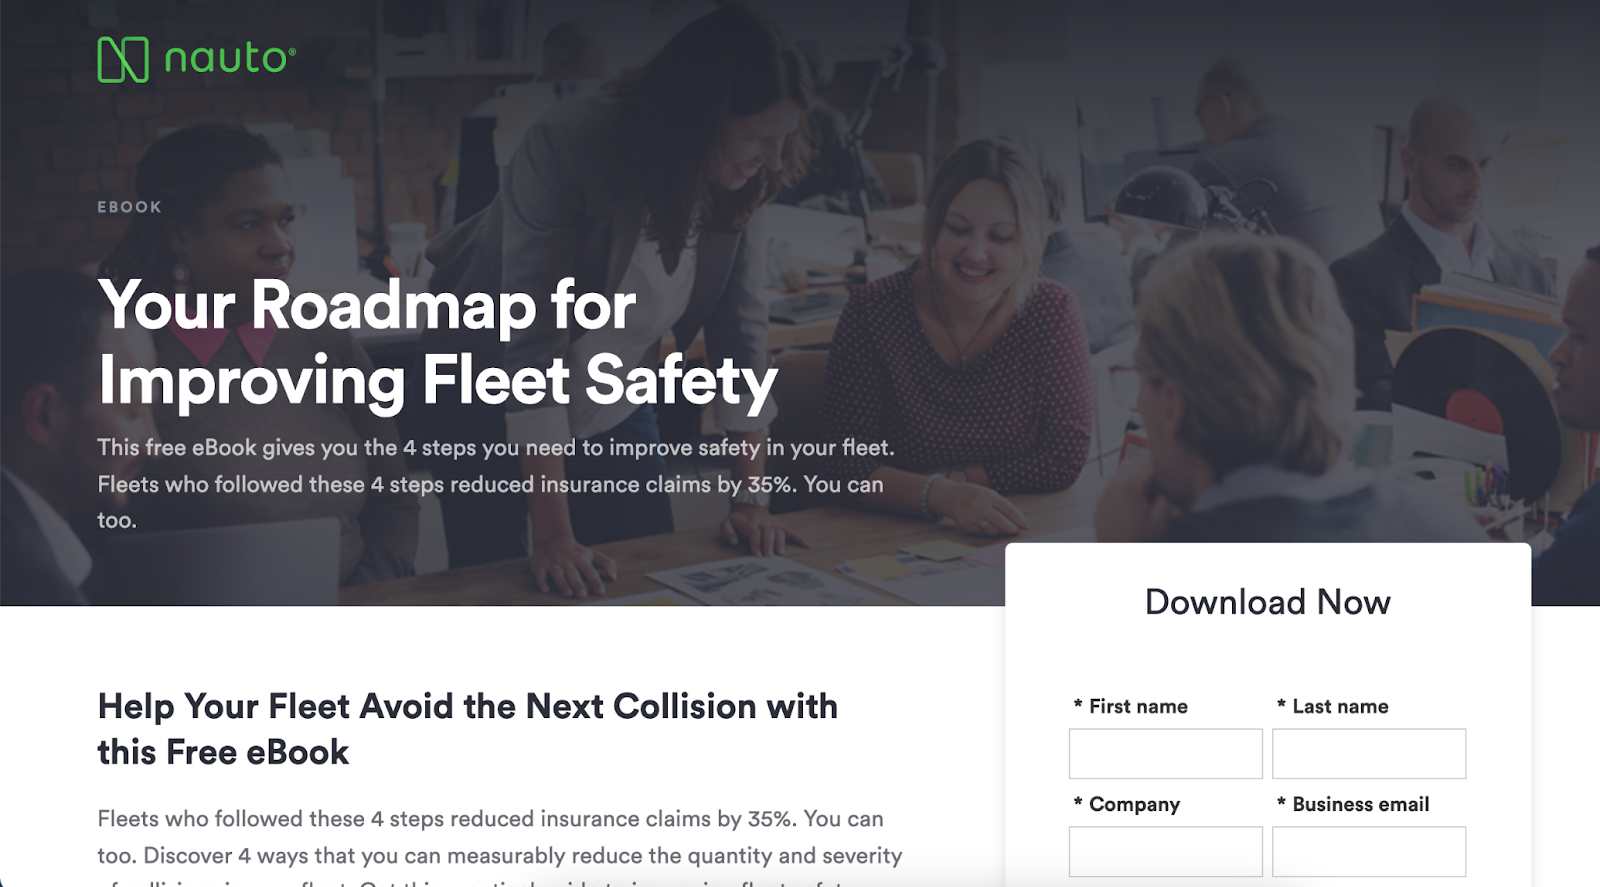 nauto®
EBOOK
Your Roadmap for
Improving Fleet Safety
This free eBook gives you the 4 steps you need to improve safety in your fleet.
Fleets who followed these 4 steps reduced insurance claims by 35%. You can
too.
Download Now
Help Your Fleet Avoid the Next Collision with
this Free eBook
* First name
* Last name
* Company
* Business email
Fleets who followed these 4 steps reduced insurance claims by 35%. You can
too. Discover 4 ways that you can measurably reduce the quantity and severity